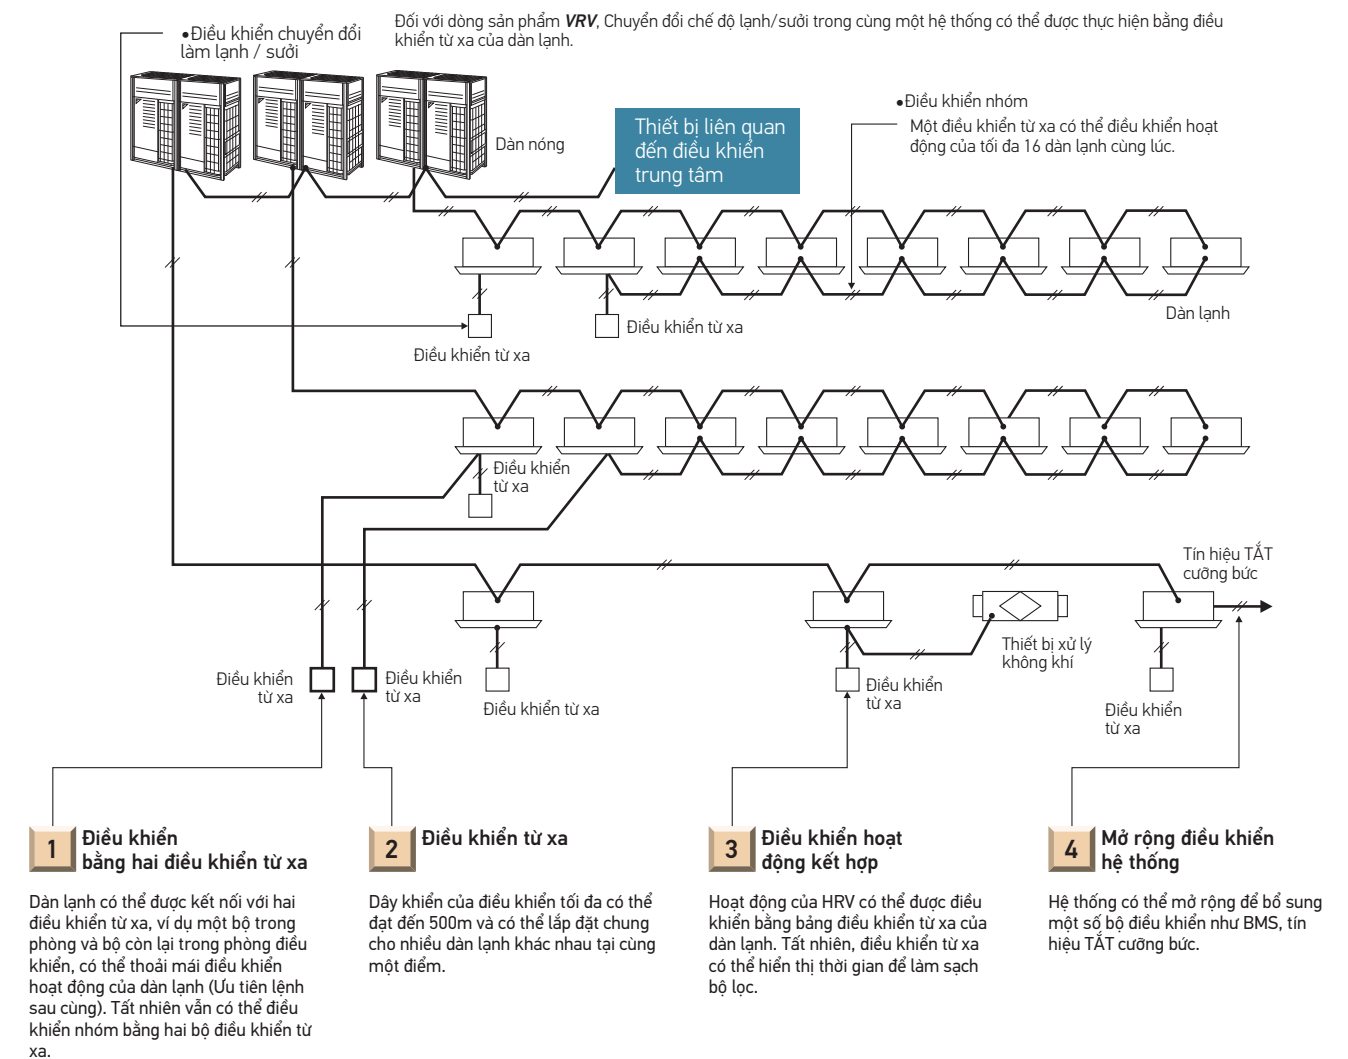 Đối với dòng sản phẩm VRV, Chuyển đổi chế độ lạnh/sưởi trong cùng một hệ thống có thể được thực hiện bằng điều
khiển từ xa của dàn lạnh.
•Điều khiển chuyển đổi
làm lạnh / sưởi
Dàn nóng
Thiết bị liên quan
đến điều khiển
trung tâm
•Điều khiển nhóm
Một điều khiển từ xa có thể điều khiển hoạt
động của tối đa 16 dàn lạnh cùng lúc.
Dàn lạnh
Điều khiển từ xa
Điều khiển từ xa
Điều khiển
từ xa
Tín hiệu TẮT
cưỡng bức
Thiết bị xử lý
không khí
Điều khiển
từ xa
Điều khiển
từ xa
Điều khiển từ xa
Điều khiển
từ xa
Điều khiển
từ xa
1
Điều khiển
bằng hai điều khiển từ xa
Dàn lạnh có thể được kết nối với hai
điều khiển từ xa, ví dụ một bộ trong
phòng và bộ còn lại trong phòng điều
khiển, có thể thoải mái điều khiển
hoạt động của dàn lạnh (Ưu tiên lệnh
sau cùng). Tất nhiên vẫn có thể điều
khiển nhóm bằng hai bộ điều khiển từ
xa.
2
Điều khiển từ xa
Dây khiển của điều khiển tối đa có thể
đạt đến 500m và có thể lắp đặt chung
cho nhiều dàn lạnh khác nhau tại cùng
một điểm.
3
Điều khiển hoạt
động kết hợp
Hoạt động của HRV có thể được điều
khiển bằng bảng điều khiển từ xa của
dàn lạnh. Tất nhiên, điều khiển từ xa
có thể hiển thị thời gian để làm sạch
bộ lọc.
4
Mở rộng điều khiển
hệ thống
Hệ thống có thể mở rộng để bổ sung
một số bộ điều khiển như BMS, tín
hiệu TẮT cưỡng bức.